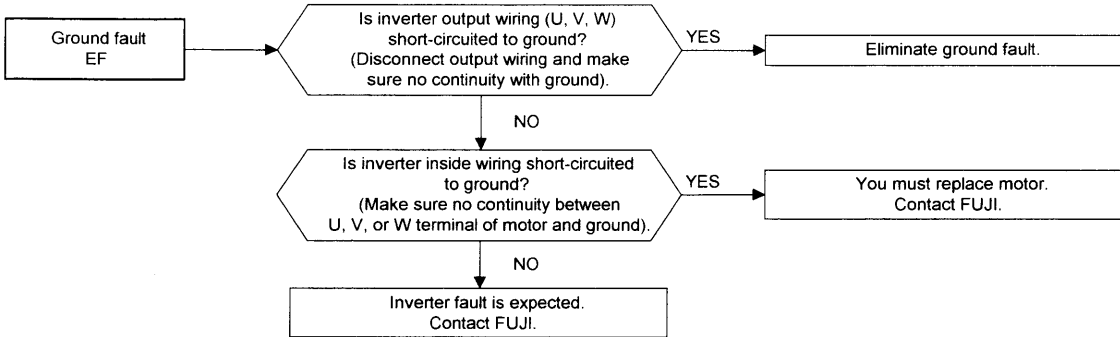 Ground fault
EF
Is inverter output wiring (U, V, W)
short-circuited to ground?
(Disconnect output wiring and make
sure no continuity with ground).
YES
Eliminate ground fault.
NO
Is inverter inside wiring short-circuited
to ground?
(Make sure no continuity between
U, V, or W terminal of motor and ground).
YES
You must replace motor.
Contact FUJI.
NO
Inverter fault is expected.
Contact FUJI.